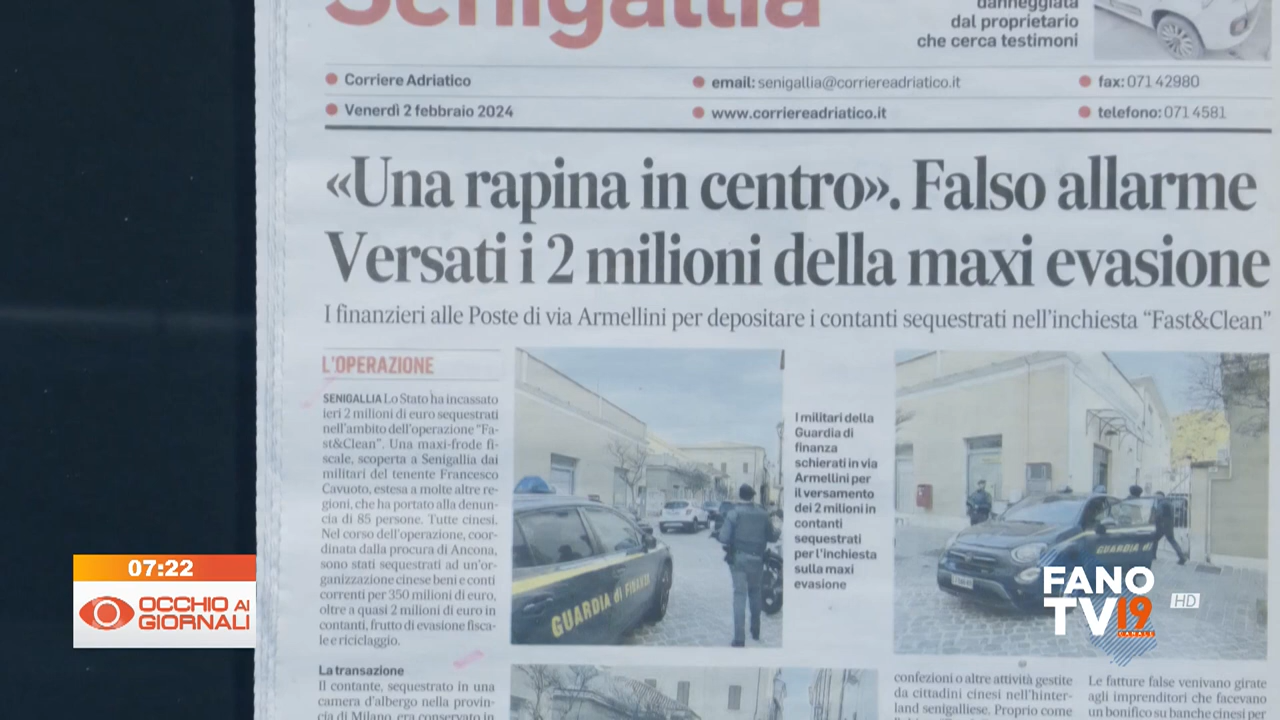 Senigallia
danneggiata
dal proprietario
che cerca testimoni
Corriere Adriatico
email: senigallia@corriereadriatico.it
fax: 071 42980
Venerdì 2 febbraio 2024
www.corriereadriatico.it
telefono: 071 4581
«Una rapina in centro». Falso allarme
Versati i 2 milioni della maxi evasione
I finanzieri alle Poste di via Armellini per depositare i contanti sequestrati nell'inchiesta “Fast&Clean”
L'OPERAZIONE
SENIGALLIA Lo Stato ha incassato
ieri 2 milioni di euro sequestrati
nell'ambito dell'operazione “Fa-
st&Clean”. Una maxi-frode fi-
scale, scoperta a Senigallia dai
militari del tenente Francesco
Cavuoto, estesa a molte altre re-
gioni, che ha portato alla denun-
cia di 85 persone. Tutte cinesi.
Nel corso dell'operazione, coor-
dinata dalla procura di Ancona,
sono stati sequestrati ad un'or-
ganizzazione cinese beni e conti
correnti per 350 milioni di euro,
oltre a quasi 2 milioni di euro in
contanti, frutto di evasione fisca-
le e riciclaggio.
La transazione
Il contante, sequestrato in una
camera d'albergo nella provin-
cia di Milano, era conservato in
GUARDIA di FINANZA
I militari della
Guardia di
finanza
schierati in via
Armellini per
il versamento
dei 2 milioni in
contanti
sequestrati
per l'inchiesta
sulla maxi
evasione
GUARDIA di
confezioni o altre attività gestite
da cittadini cinesi nell'hinter-
land senigalliese. Proprio come
Le fatture false venivano girate
agli imprenditori che facevano
un bonifico su banche cinesi per
07:22
OCCHIO AI
GIORNALI
FANO
TV 19
CANALE
HD